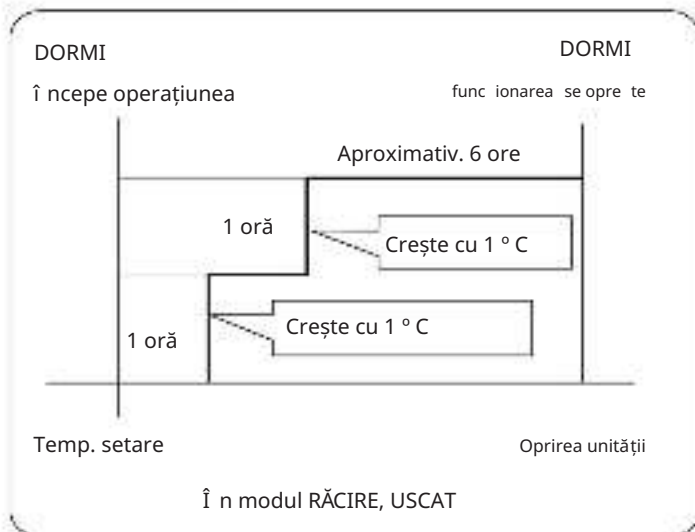 DORMI
DORMI
î ncepe operațiunea
func ionarea se opre te
Aproximativ. 6 ore
1 oră
Crește cu 1 º C
Crește cu 1 º C
1 oră
Temp. setare
Oprirea unității
Î n modul RĂCIRE, USCAT